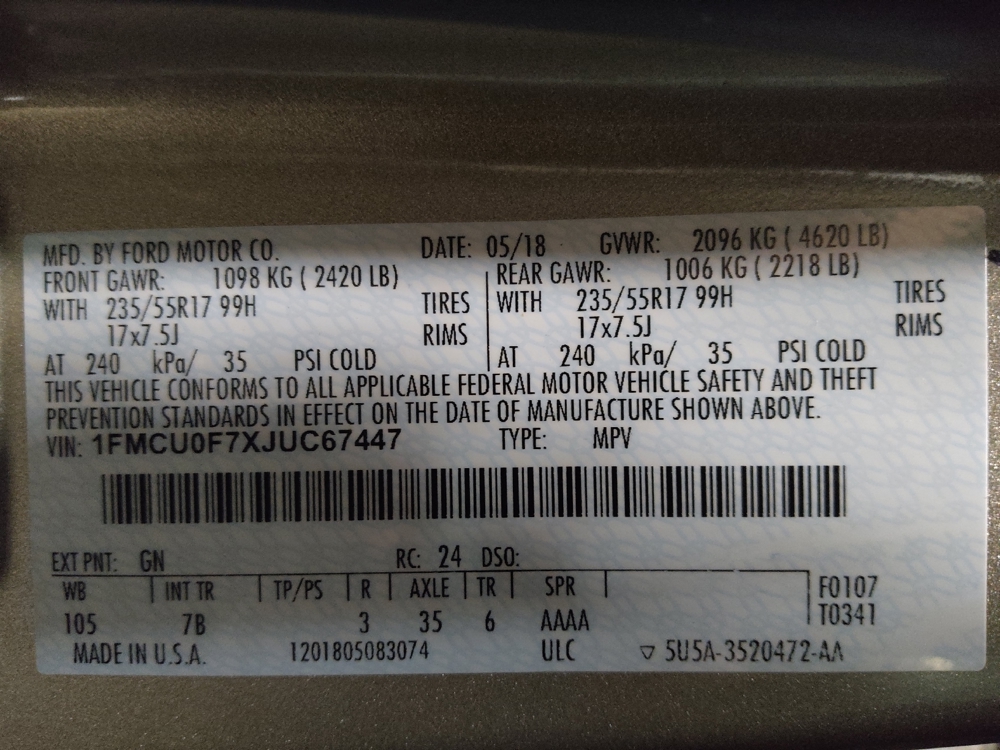 MFD. BY FORD MOTOR CO. DATE: 05/18 GVWR: 2096 KG ( 4620 LB)
FRONT GAWR: 1098 KG ( 2420 LB) REAR GAWR: 1006 KG ( 2218 LB)
WITH 235/55R17 99H TIRES WITH 235/55R17 99H TIRES
17x7.5J RIMS 17x7.5J RIMS
AT 240 kPa/ 35 PSI COLD AT 240 kPa/ 35 PSI COLD
THIS VEHICLE CONFORMS TO ALL APPLICABLE FEDERAL MOTOR VEHICLE SAFETY AND THEFT
PREVENTION STANDARDS IN EFFECT ON THE DATE OF MANUFACTURE SHOWN ABOVE.
VIN: 1FMCU0F7XJUC67447 TYPE: MPV
EXT PNT: GN RC: 24 DSO:
WB INT TR TP/PS R AXLE TR SPR F0107
105 7B 3 35 6 AAAA T0341
MADE IN U.S.A. 1201805083074 ULC ▽ 5U5A-3520472-AA